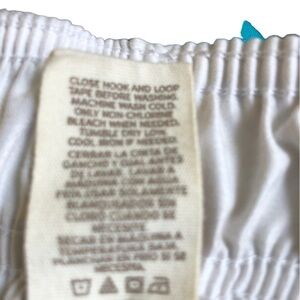 CLOSE HOOK AND LOOP
TAPE BEFORE WASHING.
MACHINE WASH COLD.
ONLY NON-CHLORINE
BLEACH WHEN NEEDED.
TUMBLE DRY LOW.
COOL IRON IF NEEDED.
CERRAR LA CINTA DE
GANCHO Y OJAL ANTES
DE LAVAR. LAVAR A
MAQUINA CON AGUA
FRIA USAR SOLAMENTE
BLANQUEADOR SIN
CLORO CUANDO SE
NECESITE.
SECAR EN MAQUINA A
TEMPERATURA BAJA.
PLANCHAR EN FRIO SI SE
NECESITA.